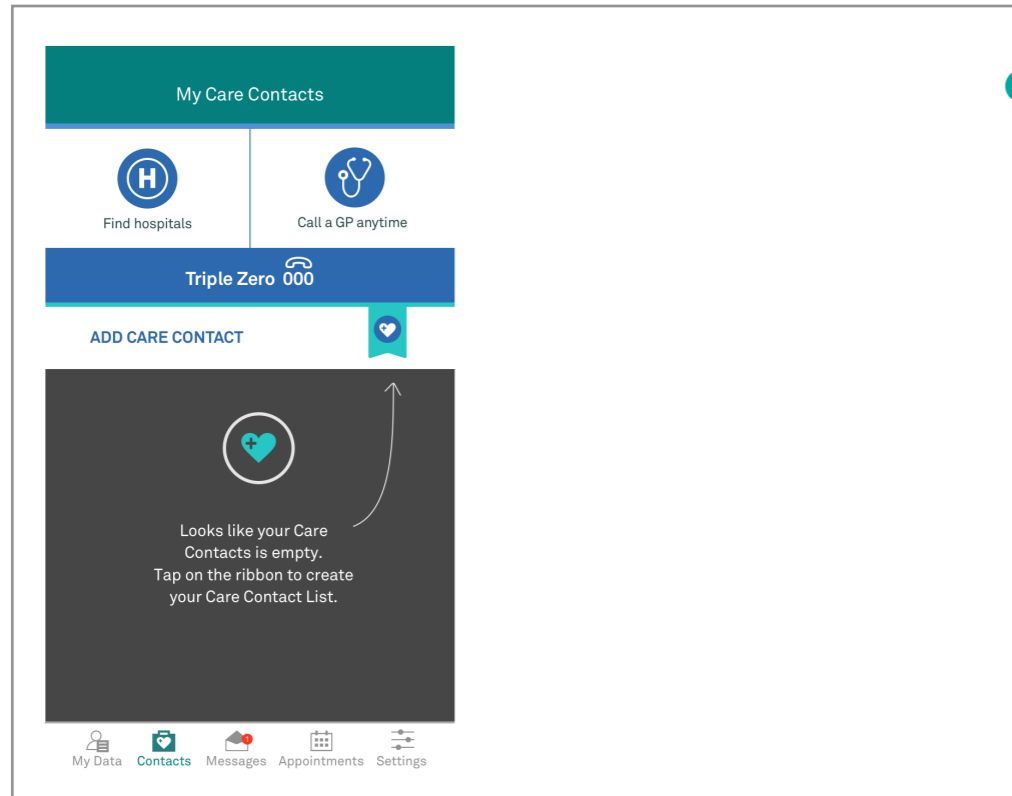 My Care Contacts
H
Find hospitals
Call a GP anytime
Triple Zero 000
ADD CARE CONTACT
Looks like your Care
Contacts is empty.
Tap on the ribbon to create
your Care Contact List.
1
My Data Contacts Messages Appointments Settings